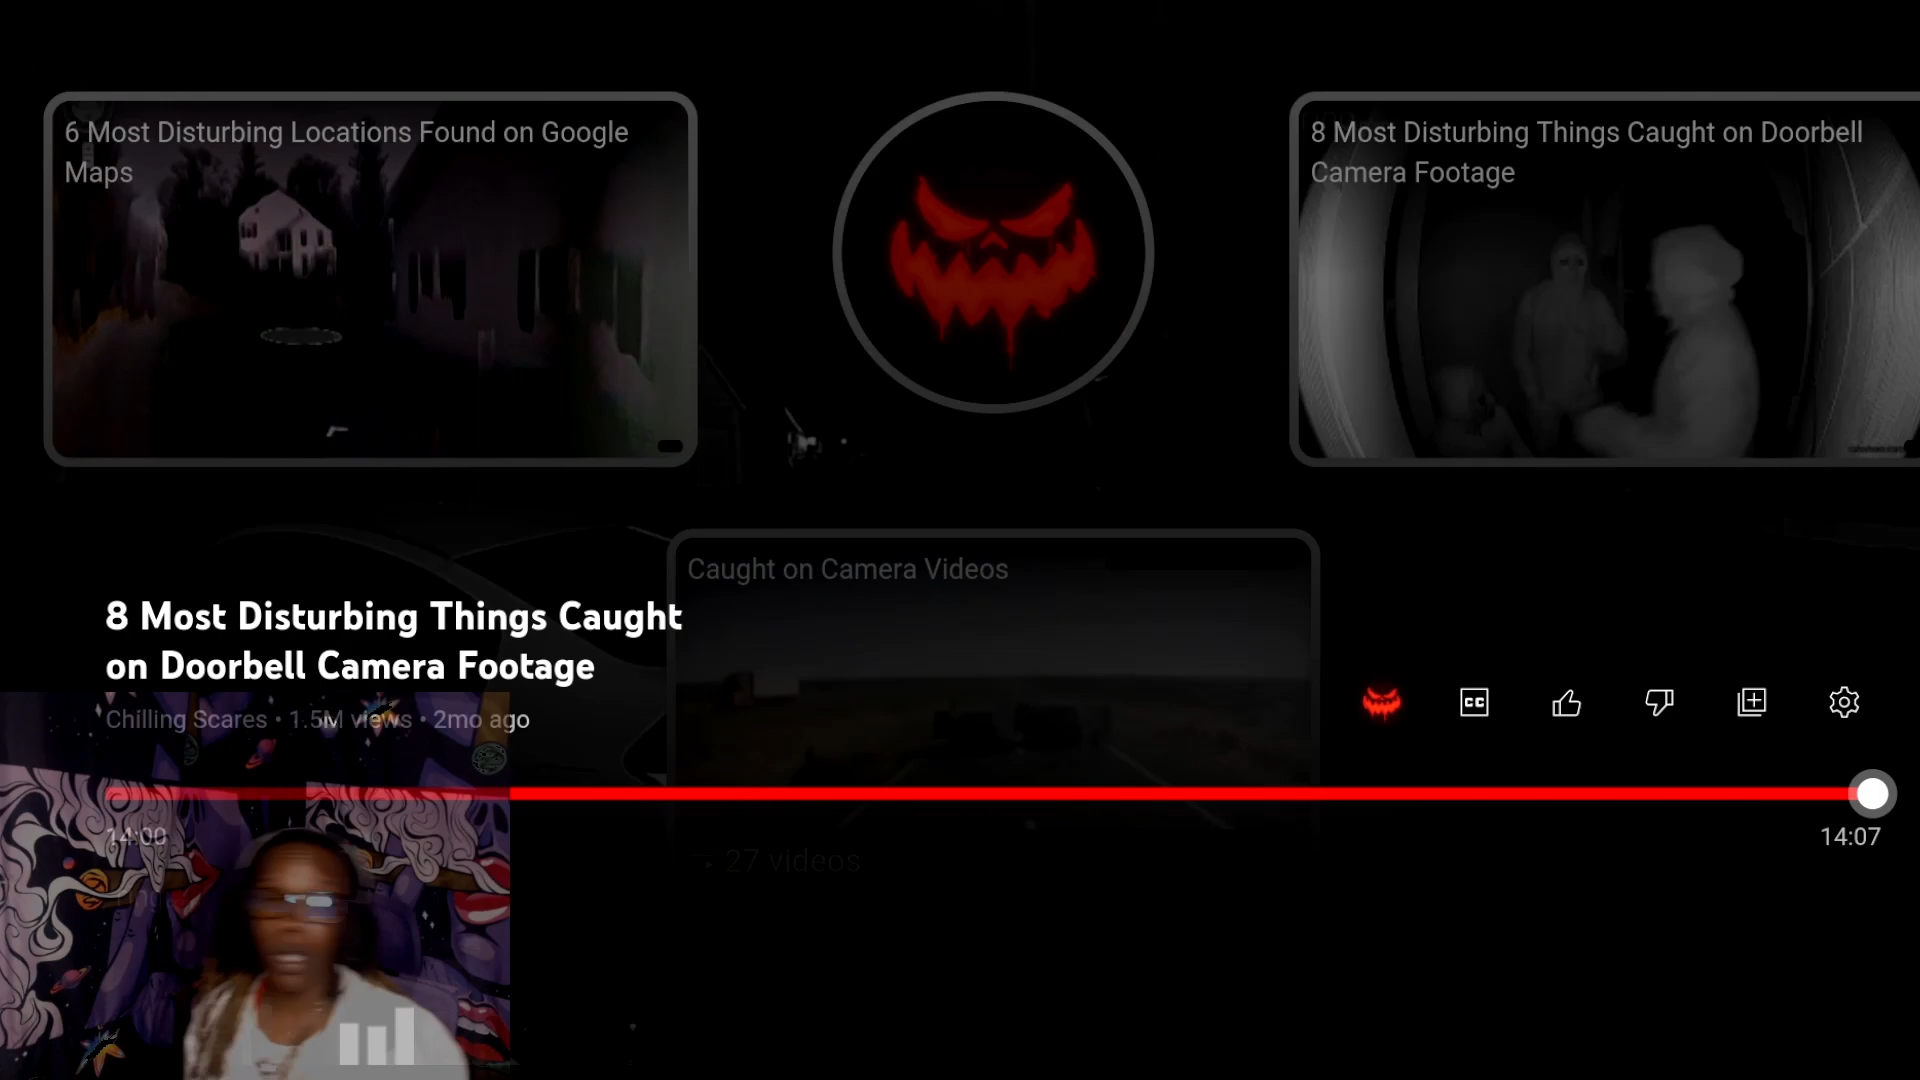 6 Most Disturbing Locations Found on Google
Maps
8 Most Disturbing Things Caught on Doorbell
Camera Footage
Caught on Camera Videos
8 Most Disturbing Things Caught
on Doorbell Camera Footage
Chilling Scares • 1.5M views • 2mo ago
CC
14:00
14:07
27 videos